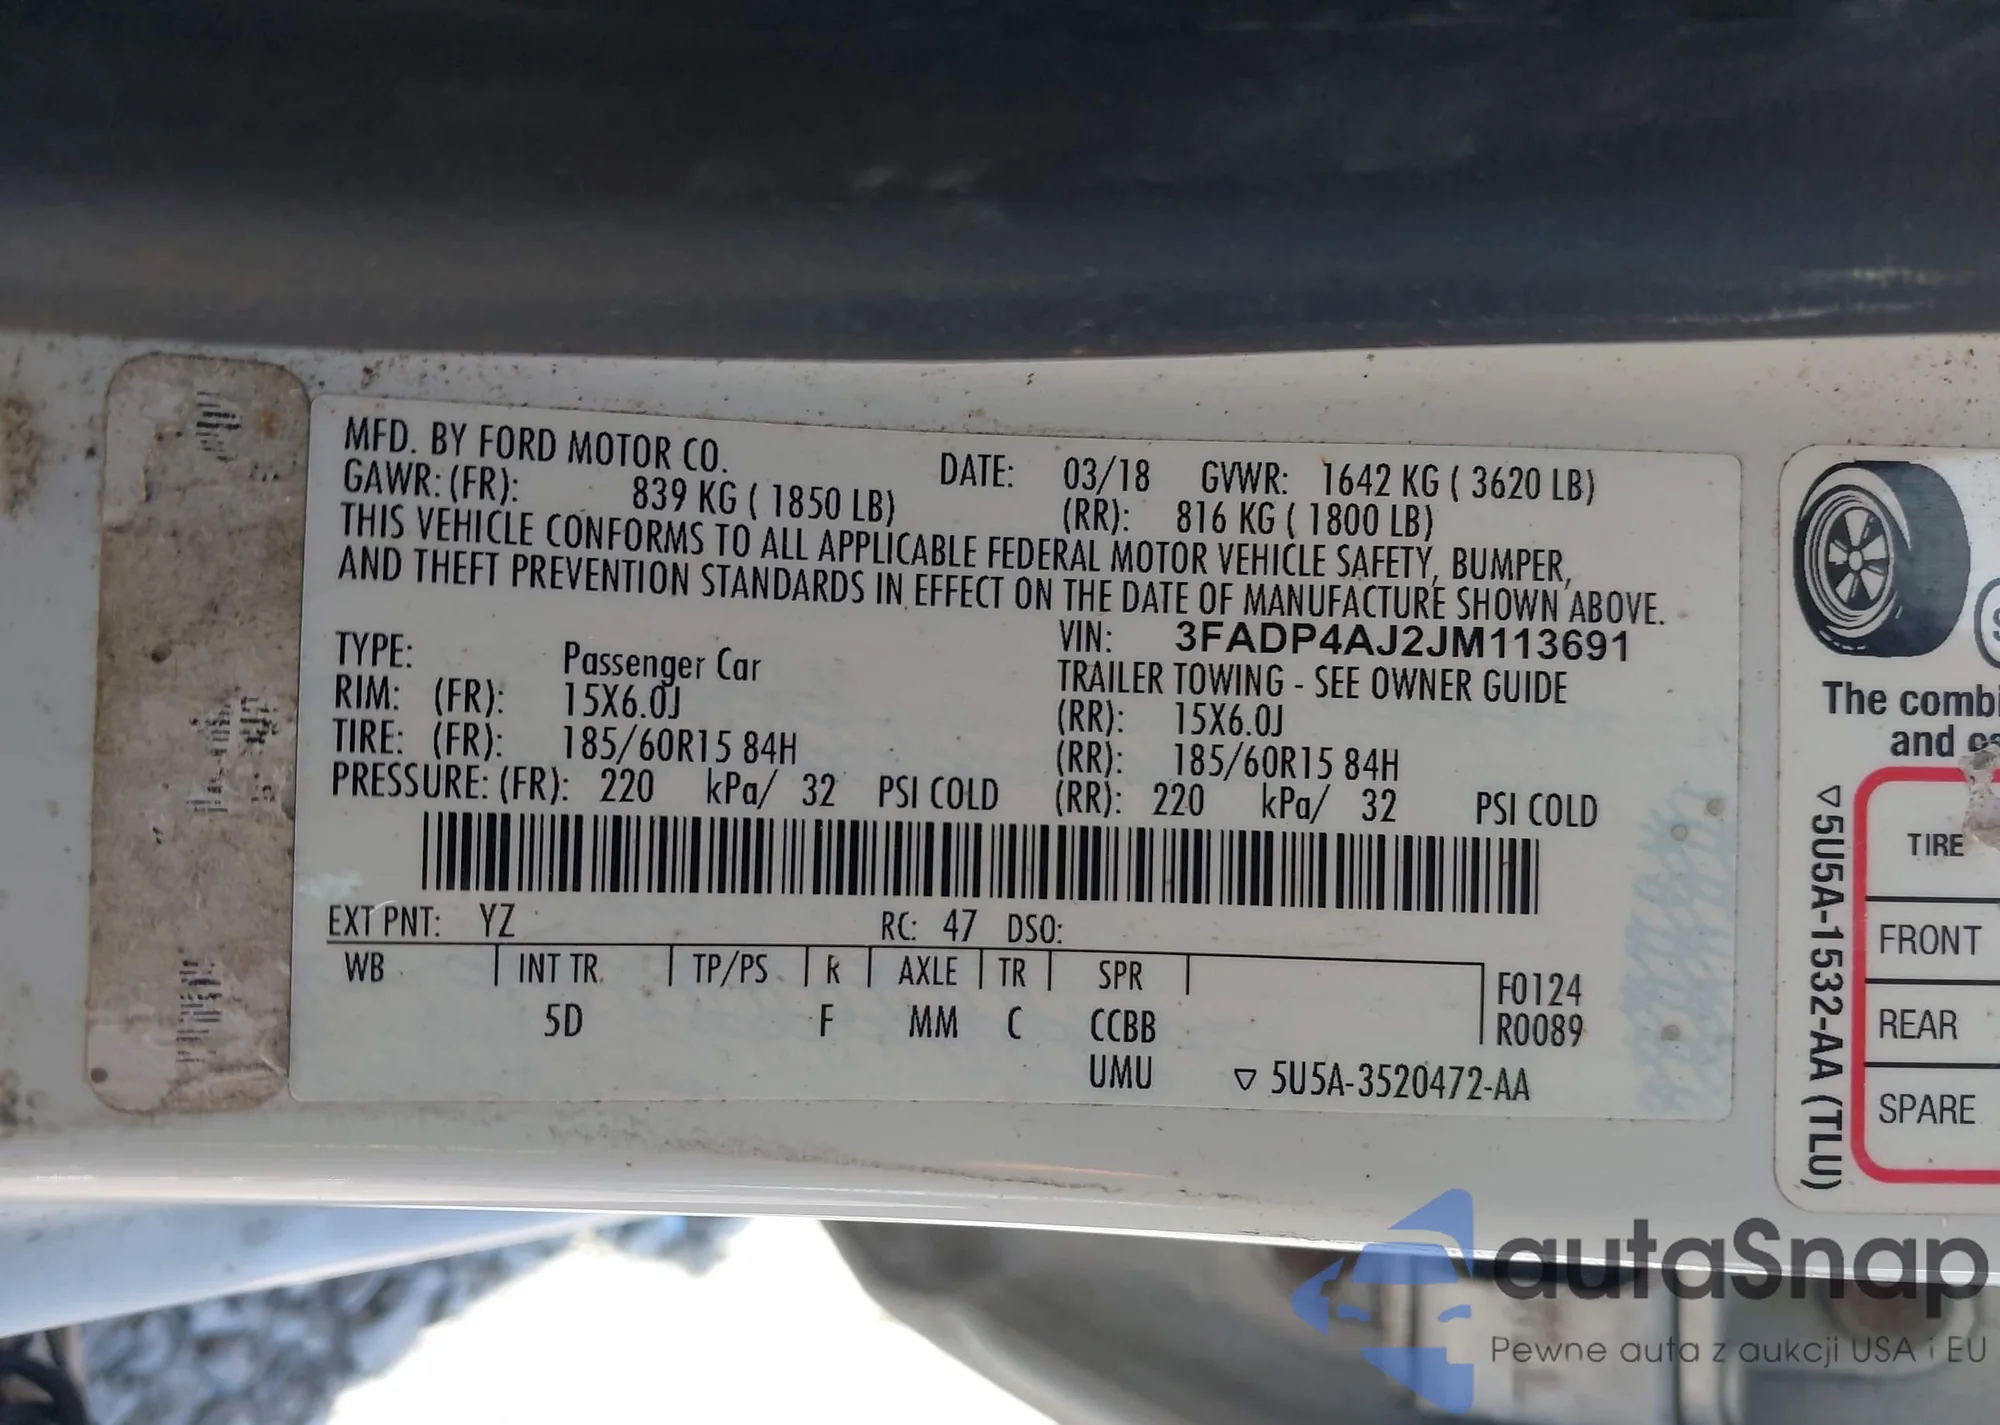 MFD. BY FORD MOTOR CO. DATE: 03/18 GVWR: 1642 KG ( 3620 LB)
GAWR: (FR): 839 KG ( 1850 LB) (RR): 816 KG ( 1800 LB)
THIS VEHICLE CONFORMS TO ALL APPLICABLE FEDERAL MOTOR VEHICLE SAFETY, BUMPER,
AND THEFT PREVENTION STANDARDS IN EFFECT ON THE DATE OF MANUFACTURE SHOWN ABOVE.
VIN: 3FADP4AJ2JM113691
TYPE: Passenger Car TRAILER TOWING - SEE OWNER GUIDE
RIM: (FR): 15X6.0J (RR): 15X6.0J
TIRE: (FR): 185/60R15 84H (RR): 185/60R15 84H
PRESSURE: (FR): 220 kPa/ 32 PSI COLD (RR): 220 kPa/ 32 PSI COLD
EXT PNT: YZ RC: 47 DSO:
WB INT TR. TP/PS R AXLE TR SPR F0124
5D F MM C CCBB R0089
UMU ▽ 5U5A-3520472-AA
The combi
and
▽5U5A-1532-AA (TLU)
TIRE
FRONT
REAR
SPARE
autaSnap
Pewne auta z aukcji USA i EU